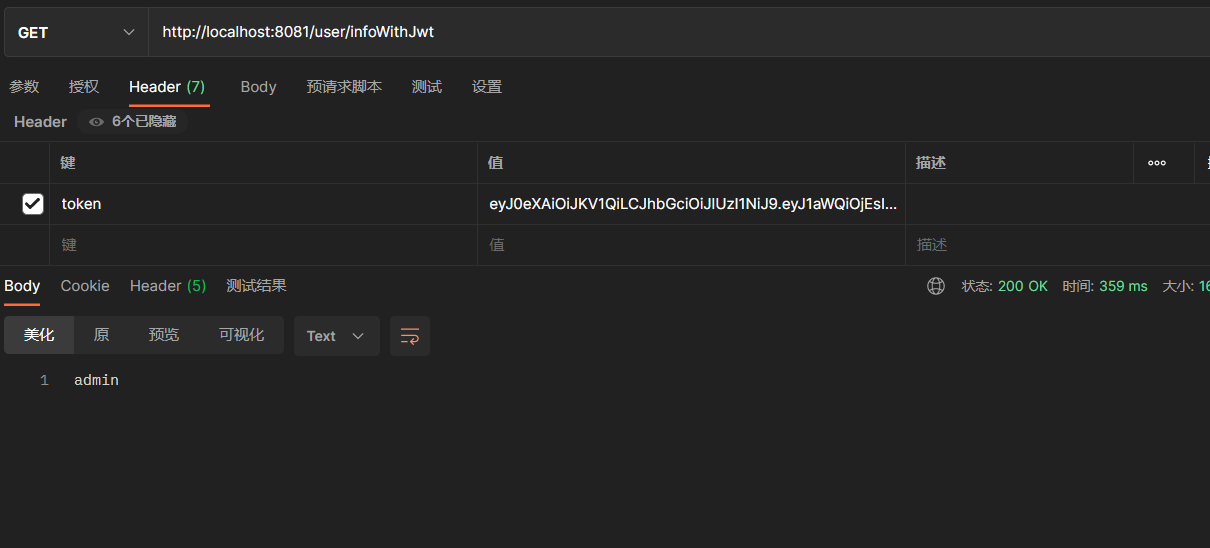 GET http://localhost:8081/user/infoWithJwt
参数 授权 Header (7) Body 预请求脚本 测试 设置
Header 6个已隐藏
键 值 描述
token eyJ0eXAiOiJKV1QiLCJhbGciOiJIUzI1NiJ9.eyJ1aWQiOjEsI...
键 值 描述
Body Cookie Header (5) 测试结果 状态: 200 OK 时间: 359 ms 大小: 16
美化 原 预览 可视化 Text
1 admin